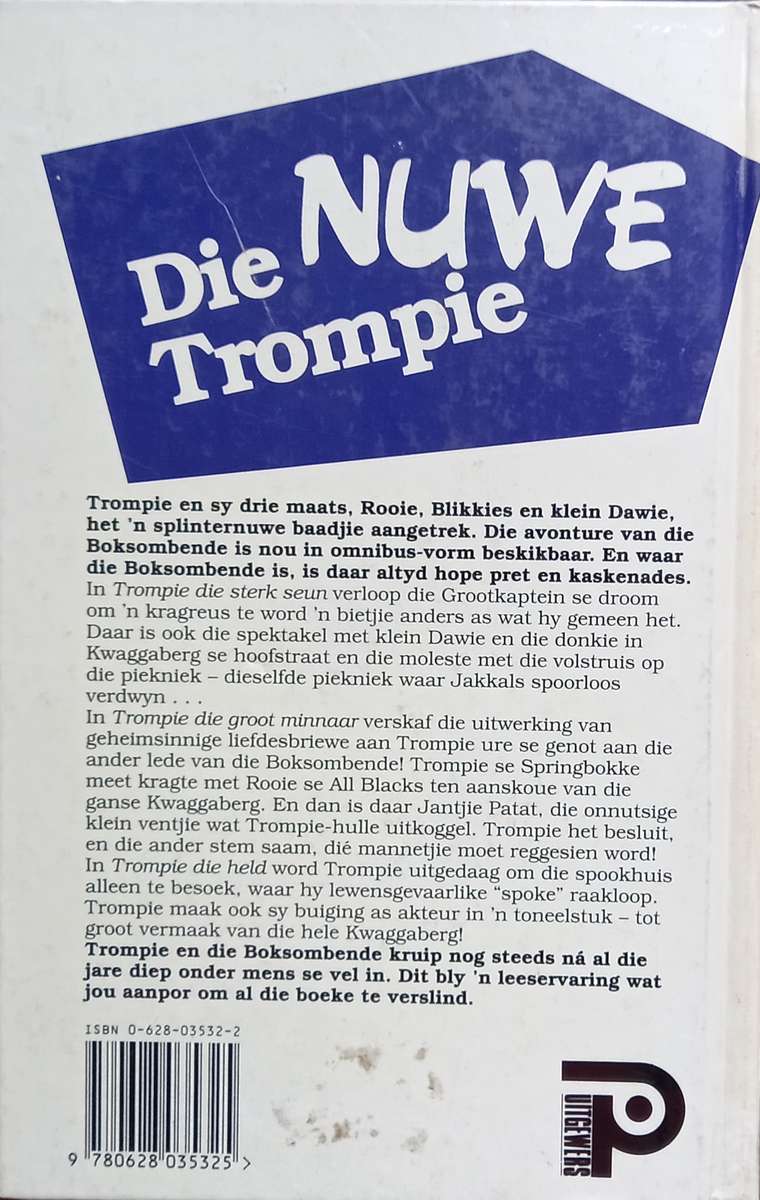 Die NUWE
Trompie
Trompie en sy drie maats, Rooie, Blikkies en klein Dawie,
het 'n splinternuwe baadjie aangetrek. Die avonture van die
Boksombende is nou in omnibus-vorm beskikbaar. En waar
die Boksombende is, is daar altyd hope pret en kaskenades.
In Trompie die sterk seun verloop die Grootkaptein se droom
om 'n kragreus te word 'n bietjie anders as wat hy gemeen het.
Daar is ook die spektakel met klein Dawie en die donkie in
Kwaggaberg se hoofstraat en die moleste met die volstruis op
die piekniek – dieselfde piekniek waar Jakkals spoorloos
verdwyn . . .
In Trompie die groot minnaar verskaf die uitwerking van
geheimsinnige liefdesbriewe aan Trompie ure se genot aan die
ander lede van die Boksombende! Trompie se Springbokke
meet kragte met Rooie se All Blacks ten aanskoue van die
ganse Kwaggaberg. En dan is daar Jantjie Patat, die onnutsige
klein ventjie wat Trompie-hulle uitkoggel. Trompie het besluit,
en die ander stem saam, dié mannetjie moet reggesien word!
In Trompie die held word Trompie uitgedaag om die spookhuis
alleen te besoek, waar hy lewensgevaarlike “spoke” raakloop.
Trompie maak ook sy buiging as akteur in 'n toneelstuk – tot
groot vermaak van die hele Kwaggaberg!
Trompie en die Boksombende kruip nog steeds ná al die
jare diep onder mens se vel in. Dit bly 'n leeservaring wat
jou aanpor om al die boeke te verslind.
ISBN 0-628-03532-2
9 780628 035325 >
UITGEWERS